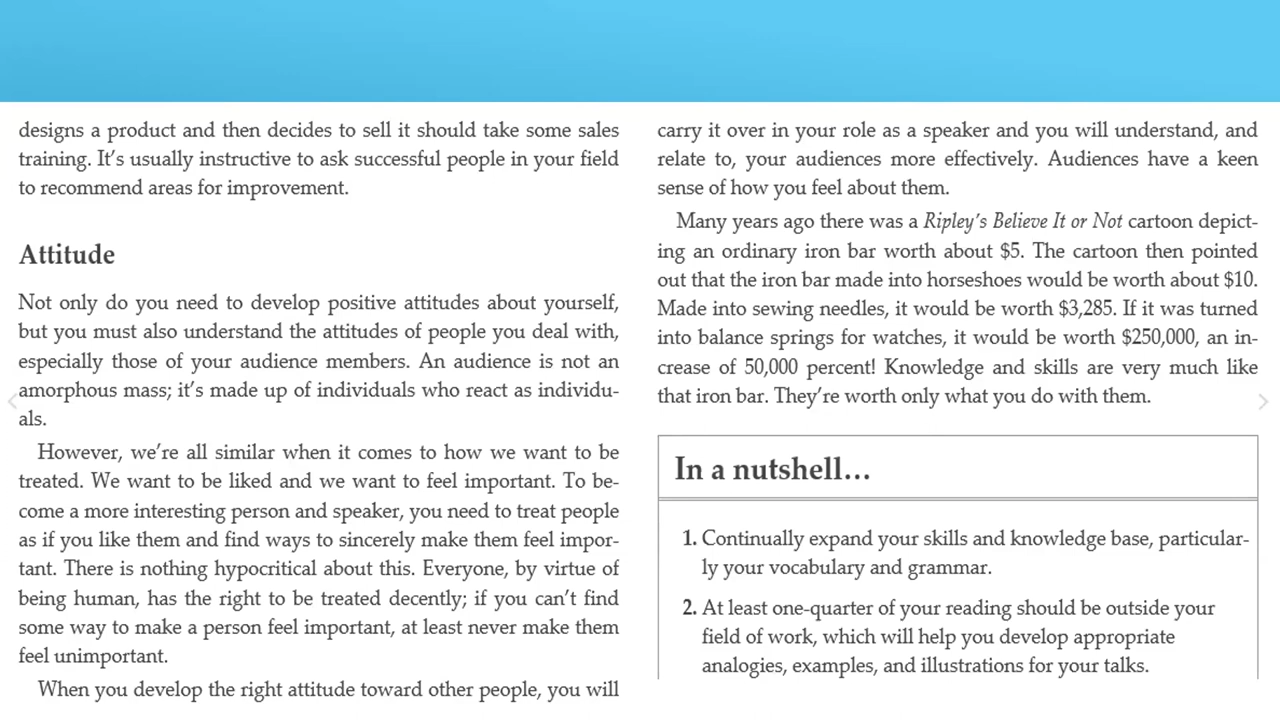 designs a product and then decides to sell it should take some sales
training. It's usually instructive to ask successful people in your field
to recommend areas for improvement.
Attitude
Not only do you need to develop positive attitudes about yourself,
but you must also understand the attitudes of people you deal with,
especially those of your audience members. An audience is not an
amorphous mass; it's made up of individuals who react as individu-
als.
However, we're all similar when it comes to how we want to be
treated. We want to be liked and we want to feel important. To be-
come a more interesting person and speaker, you need to treat people
as if you like them and find ways to sincerely make them feel impor-
tant. There is nothing hypocritical about this. Everyone, by virtue of
being human, has the right to be treated decently; if you can't find
some way to make a person feel important, at least never make them
feel unimportant.
When you develop the right attitude toward other people, you will
carry it over in your role as a speaker and you will understand, and
relate to, your audiences more effectively. Audiences have a keen
sense of how you feel about them.
Many years ago there was a Ripley's Believe It or Not cartoon depict-
ing an ordinary iron bar worth about $5. The cartoon then pointed
out that the iron bar made into horseshoes would be worth about $10.
Made into sewing needles, it would be worth $3,285. If it was turned
into balance springs for watches, it would be worth $250,000, an in-
crease of 50,000 percent! Knowledge and skills are very much like
that iron bar. They're worth only what you do with them.
In a nutshell…
1. Continually expand your skills and knowledge base, particular-
ly your vocabulary and grammar.
2. At least one-quarter of your reading should be outside your
field of work, which will help you develop appropriate
analogies, examples, and illustrations for your talks.